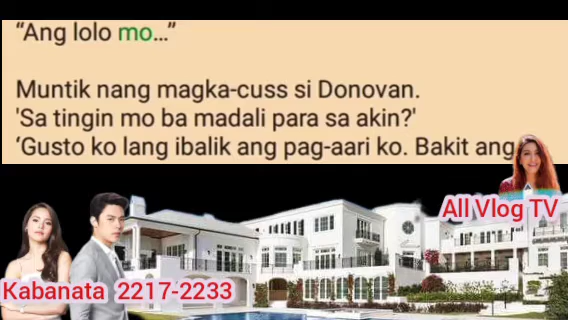 “Ang lolo mo…”
Muntik nang magka-cuss si Donovan.
'Sa tingin mo ba madali para sa akin?'
‘Gusto ko lang ibalik ang pag-aari ko. Bakit ang
All Vlog TV
Kabanata 2217-2233